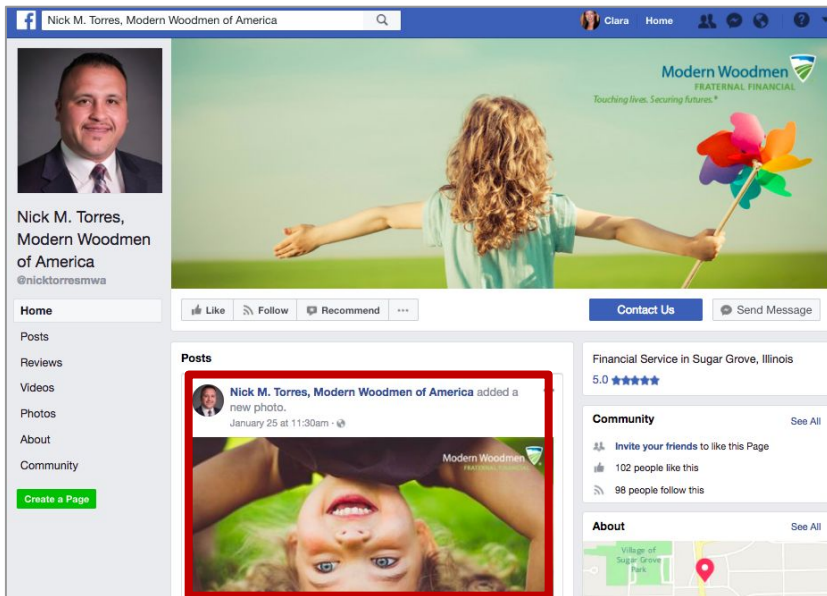 Nick M. Torres, Modern Woodmen of America
Clara
Home
Modern Woodmen
FRATERNAL FINANCIAL
Touching lives. Securing futures.®
Nick M. Torres,
Modern Woodmen
of America
@nicktorresmwa
Home
Posts
Reviews
Videos
Photos
About
Community
Create a Page
Like
Follow
Recommend
Contact Us
Send Message
Posts
Nick M. Torres, Modern Woodmen of America added a
new photo.
January 25 at 11:30am
Modern Woodmen
FRATERNAL FINANCIAL
Financial Service in Sugar Grove, Illinois
5.0
Community
See All
Invite your friends to like this Page
102 people like this
98 people follow this
About
See All
Village of
Sugar Grove
Park